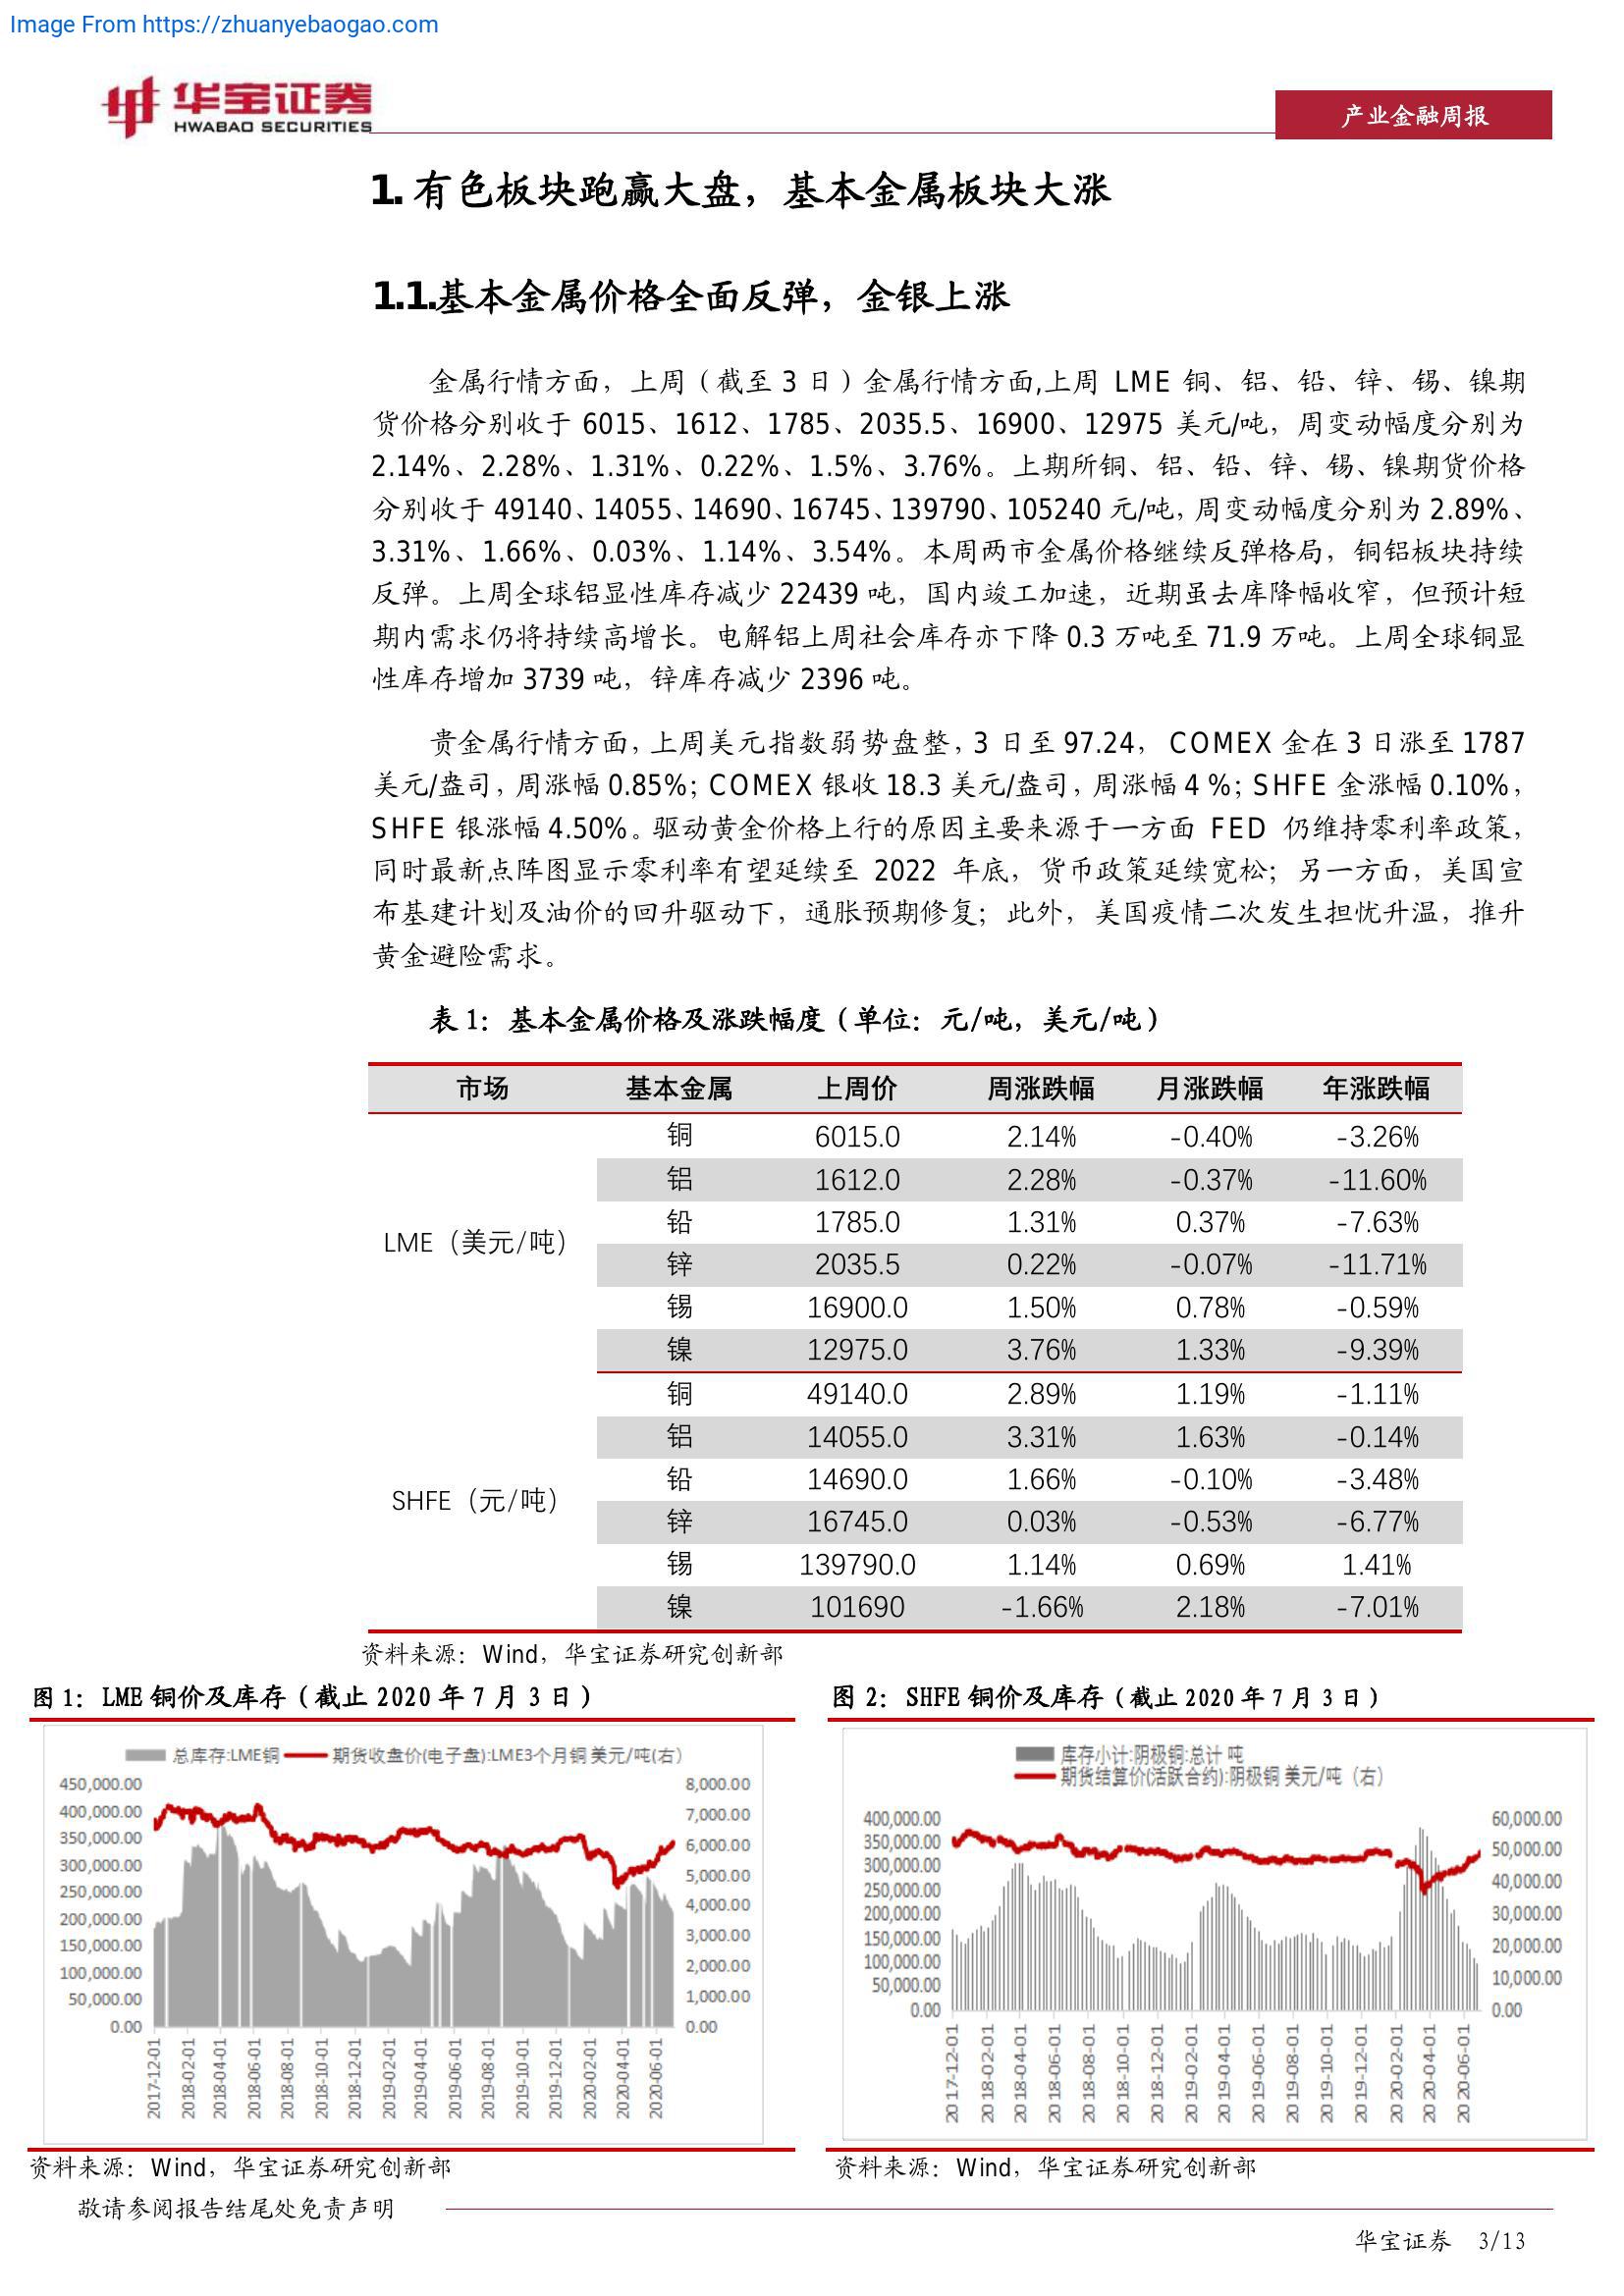 Image From https://zhuanyebaogao.com
华宝证券
HWABAO SECURITIES
产业金融周报
1. 有色板块跑赢大盘，基本金属板块大涨
1.1.基本金属价格全面反弹，金银上涨
金属行情方面，上周（截至 3 日）金属行情方面,上周 LME 铜、铝、铅、锌、锡、镍期
货价格分别收于 6015、1612、1785、2035.5、16900、12975 美元/吨，周变动幅度分别为
2.14%、2.28%、1.31%、0.22%、1.5%、3.76%。上期所铜、铝、铅、锌、锡、镍期货价格
分别收于 49140、14055、14690、16745、139790、105240 元/吨，周变动幅度分别为 2.89%、
3.31%、1.66%、0.03%、1.14%、3.54%。本周两市金属价格继续反弹格局，铜铝板块持续
反弹。上周全球铝显性库存减少 22439 吨，国内竣工加速，近期虽去库降幅收窄，但预计短
期内需求仍将持续高增长。电解铝上周社会库存亦下降 0.3 万吨至 71.9 万吨。上周全球铜显
性库存增加 3739 吨，锌库存减少 2396 吨。
贵金属行情方面，上周美元指数弱势盘整，3 日至 97.24， COMEX 金在 3 日涨至 1787
美元/盎司，周涨幅 0.85%；COMEX 银收 18.3 美元/盎司，周涨幅 4 %；SHFE 金涨幅 0.10%，
SHFE 银涨幅 4.50%。驱动黄金价格上行的原因主要来源于一方面 FED 仍维持零利率政策，
同时最新点阵图显示零利率有望延续至 2022 年底，货币政策延续宽松；另一方面，美国宣
布基建计划及油价的回升驱动下，通胀预期修复；此外，美国疫情二次发生担忧升温，推升
黄金避险需求。
表 1：基本金属价格及涨跌幅度（单位：元/吨，美元/吨）
市场 基本金属 上周价 周涨跌幅 月涨跌幅 年涨跌幅
铜 6015.0 2.14% -0.40% -3.26%
铝 1612.0 2.28% -0.37% -11.60%
铅 1785.0 1.31% 0.37% -7.63%
LME（美元/吨）
锌 2035.5 0.22% -0.07% -11.71%
锡 16900.0 1.50% 0.78% -0.59%
镍 12975.0 3.76% 1.33% -9.39%
铜 49140.0 2.89% 1.19% -1.11%
铝 14055.0 3.31% 1.63% -0.14%
铅 14690.0 1.66% -0.10% -3.48%
SHFE（元/吨）
锌 16745.0 0.03% -0.53% -6.77%
锡 139790.0 1.14% 0.69% 1.41%
镍 101690 -1.66% 2.18% -7.01%
资料来源：Wind，华宝证券研究创新部
图 1：LME 铜价及库存（截止 2020 年 7 月 3 日）
总库存:LME铜 期货收盘价(电子盘):LME3个月铜 美元/吨(右)
450,000.00
400,000.00
350,000.00
300,000.00
250,000.00
200,000.00
150,000.00
100,000.00
50,000.00
0.00
8,000.00
7,000.00
6,000.00
5,000.00
4,000.00
3,000.00
2,000.00
1,000.00
0.00
2017-12-01
2018-02-01
2018-04-01
2018-06-01
2018-08-01
2018-10-01
2018-12-01
2019-02-01
2019-04-01
2019-06-01
2019-08-01
2019-10-01
2019-12-01
2020-02-01
2020-04-01
2020-06-01
资料来源：Wind，华宝证券研究创新部
图 2：SHFE 铜价及库存（截止 2020 年 7 月 3 日）
库存小计:阴极铜:总计 吨
期货结算价(活跃合约):阴极铜 美元/吨（右）
400,000.00
350,000.00
300,000.00
250,000.00
200,000.00
150,000.00
100,000.00
50,000.00
0.00
60,000.00
50,000.00
40,000.00
30,000.00
20,000.00
10,000.00
0.00
2017-12-01
2018-02-01
2018-04-01
2018-06-01
2018-08-01
2018-10-01
2018-12-01
2019-02-01
2019-04-01
2019-06-01
2019-08-01
2019-10-01
2019-12-01
2020-02-01
2020-04-01
2020-06-01
资料来源：Wind，华宝证券研究创新部
敬请参阅报告结尾处免责声明
华宝证券 3/13